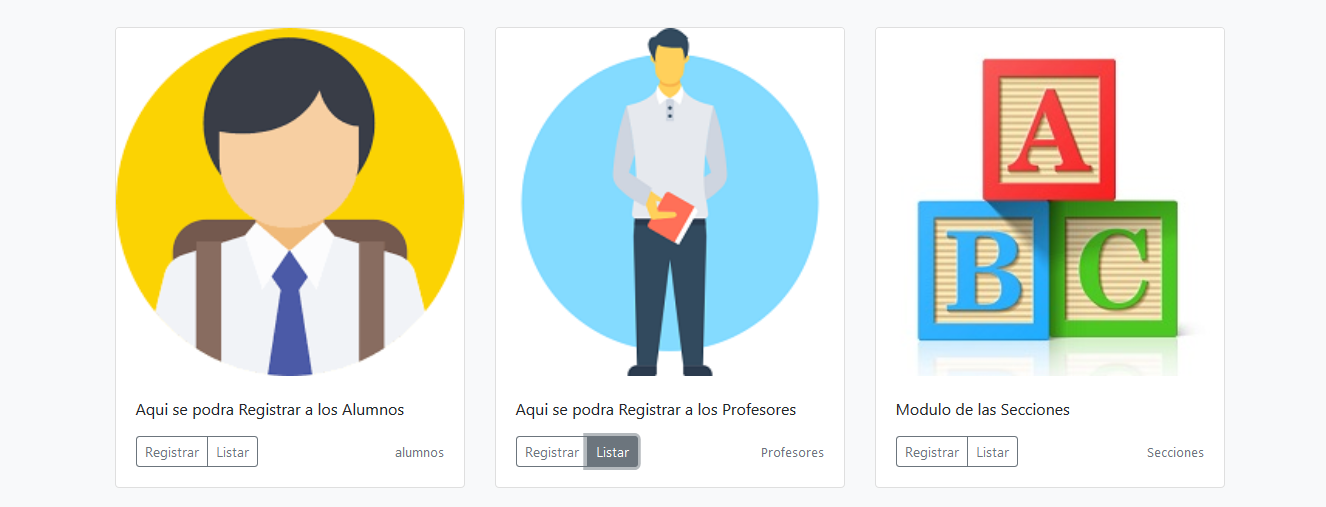 A
B C
Aqui se podra Registrar a los Alumnos
Registrar Listar alumnos
Aqui se podra Registrar a los Profesores
Registrar Listar Profesores
Modulo de las Secciones
Registrar Listar Secciones